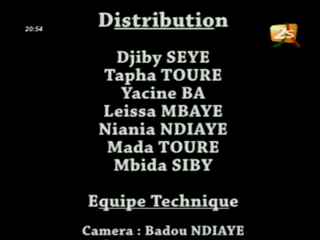 Distribution
20:54
2s
Djiby SEYE
Tapha TOURE
Yacine BA
Leissa MBAYE
Niania NDIAYE
Mada TOURE
Mbida SIBY
Equipe Technique
Camera : Badou NDIAYE